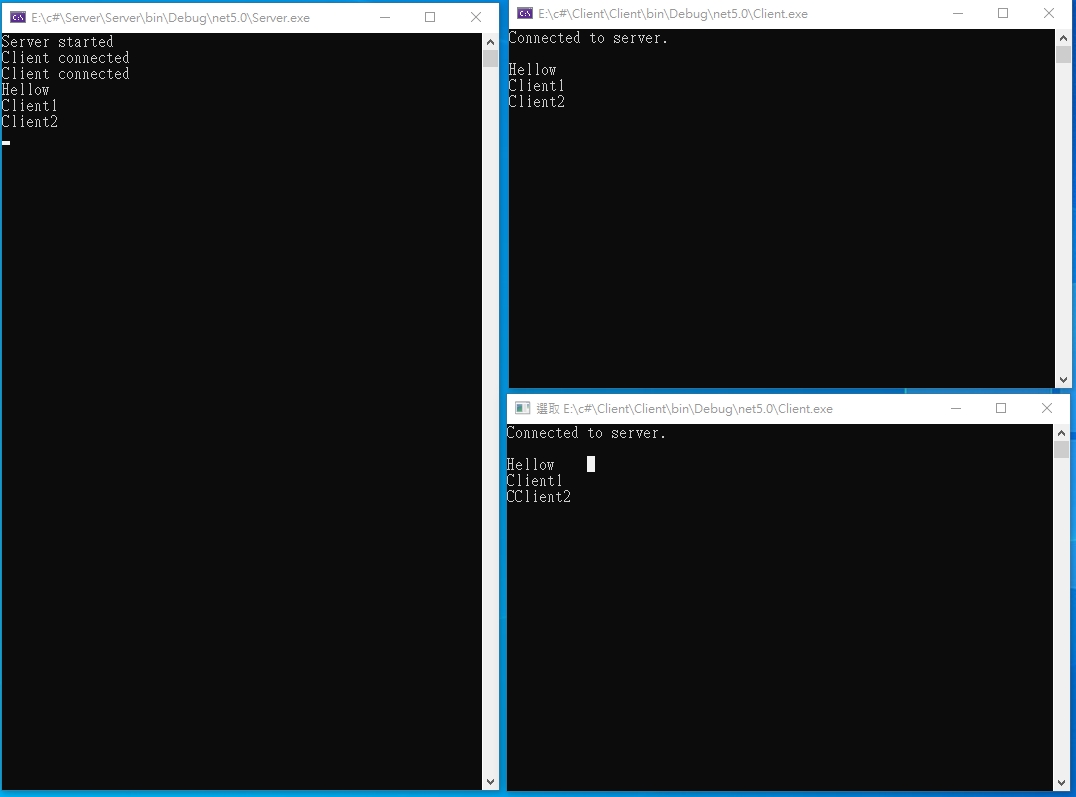 E:\c#\Server\Server\bin\Debug\net5.0\Server.exe
Server started
Client connected
Client connected
Hellow
Client1
Client2
E:\c#\Client\Client\bin\Debug\net5.0\Client.exe
Connected to server.
Hellow
Client1
Client2
選取 E:\c#\Client\Client\bin\Debug\net5.0\Client.exe
Connected to server.
Hellow
Client1
CClient2